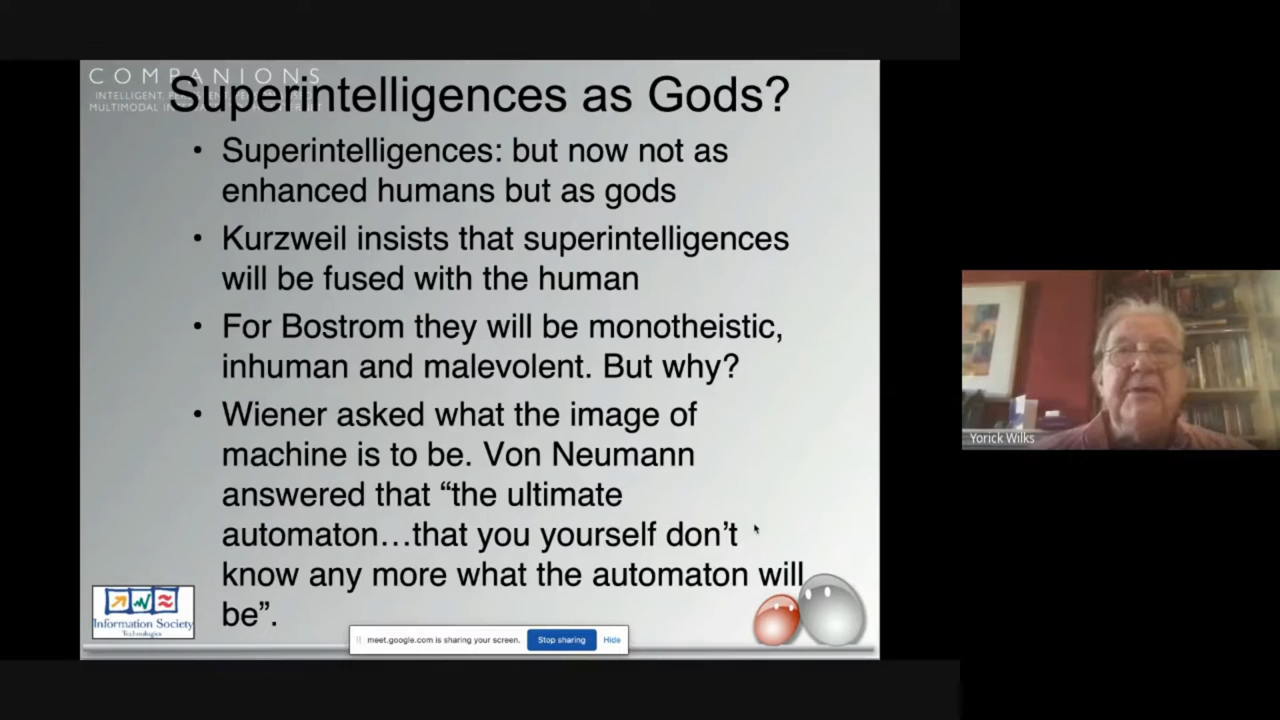 COMPANIONS
MULTIMODAL
Superintelligences as Gods?
• Superintelligences: but now not as
enhanced humans but as gods
• Kurzweil insists that superintelligences
will be fused with the human
• For Bostrom they will be monotheistic,
inhuman and malevolent. But why?
• Wiener asked what the image of
machine is to be. Von Neumann
answered that “the ultimate
automaton…that you yourself don’t
know any more what the automaton will
be”.
Information Society
Technologies
meet.google.com is sharing your screen.
Stop sharing
Hide
Yorick Wilks